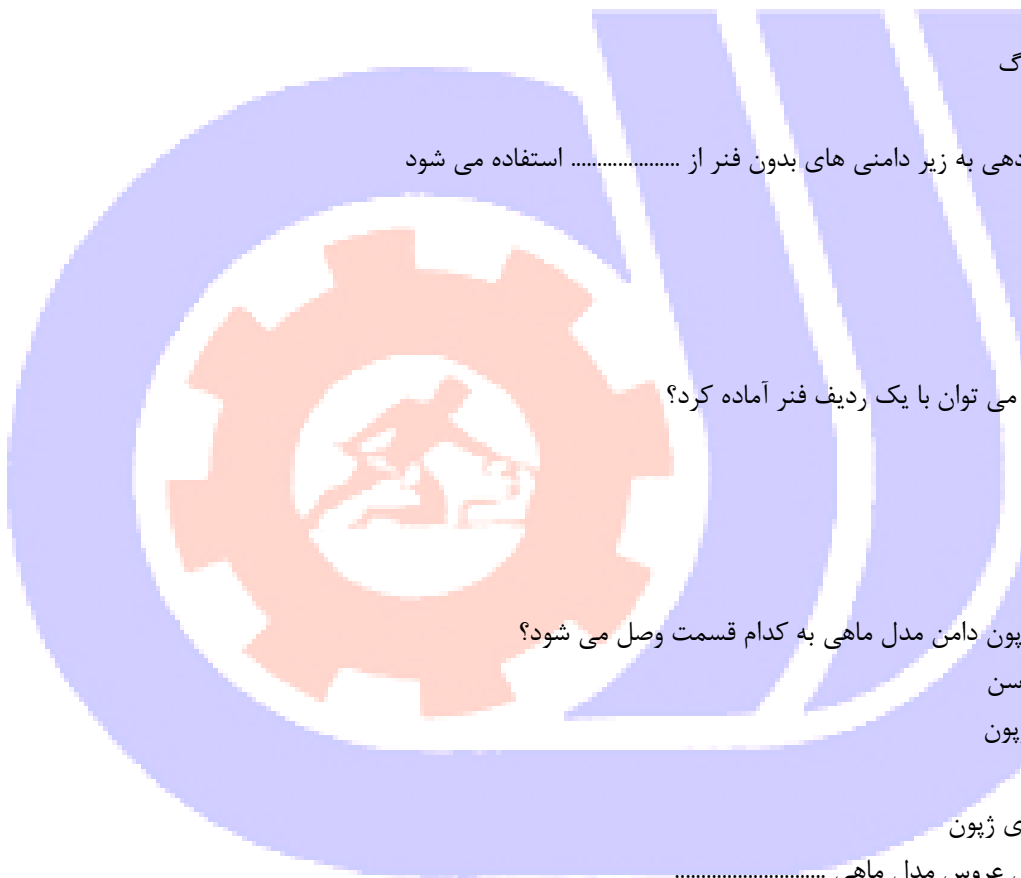 گ
دهی به زیر دامنی های بدون فنر از .................... استفاده می شود
می توان با یک ردیف فنر آماده کرد؟
پون دامن مدل ماهی به کدام قسمت وصل می شود؟
سن
پون
ی ژپون
عروس مدل ماهی ............................